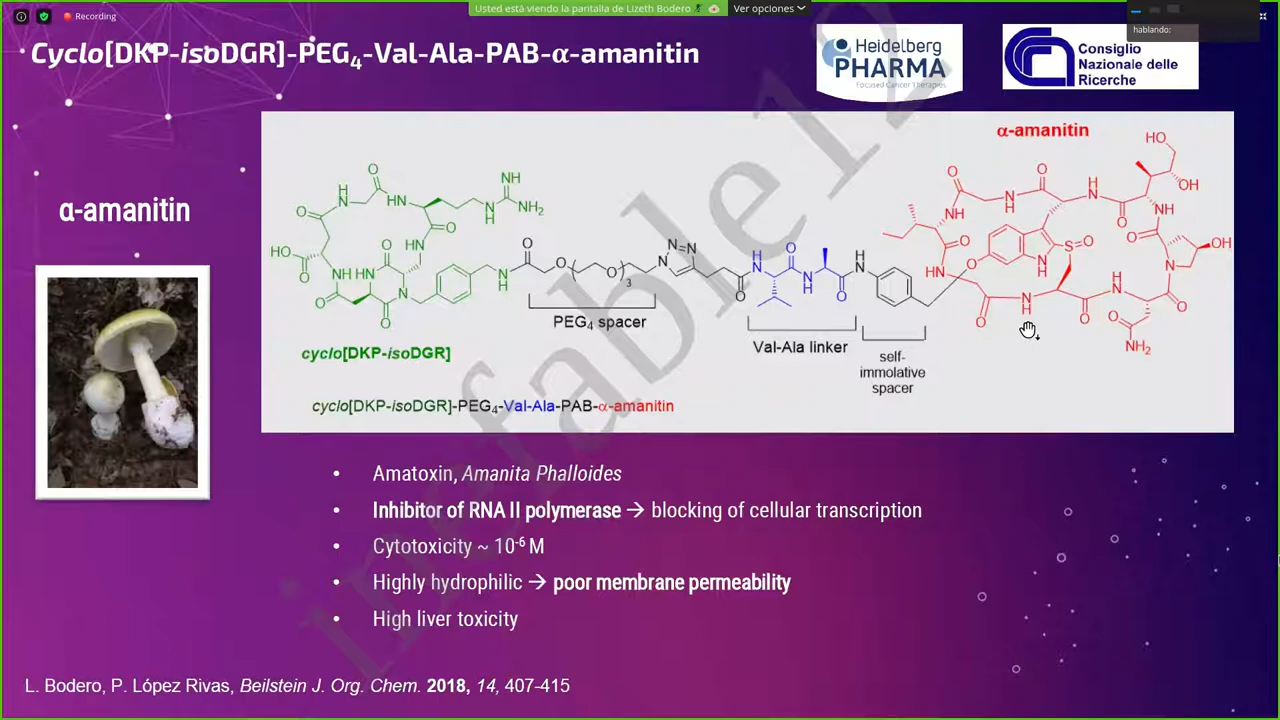 Recording
Usted está viendo la pantalla de Lizeth Bodero
Ver opciones
hablando:
Cyclo[DKP-isoDGR]-PEG₄-Val-Ala-PAB-α-amanitin
Heidelberg
PHARMA
Focused Cancer Therapies
Consiglio
Nazionale delle
Ricerche
α-amanitin
α-amanitin
PEG₄ spacer
Val-Ala linker
self-
immolative
spacer
cyclo[DKP-isoDGR]
cyclo[DKP-isoDGR]-PEG₄-Val-Ala-PAB-α-amanitin
• Amatoxin, Amanita Phalloides
• Inhibitor of RNA II polymerase → blocking of cellular transcription
• Cytotoxicity ~ 10⁻⁶ M
• Highly hydrophilic → poor membrane permeability
• High liver toxicity
L. Bodero, P. López Rivas, Beilstein J. Org. Chem. 2018, 14, 407-415